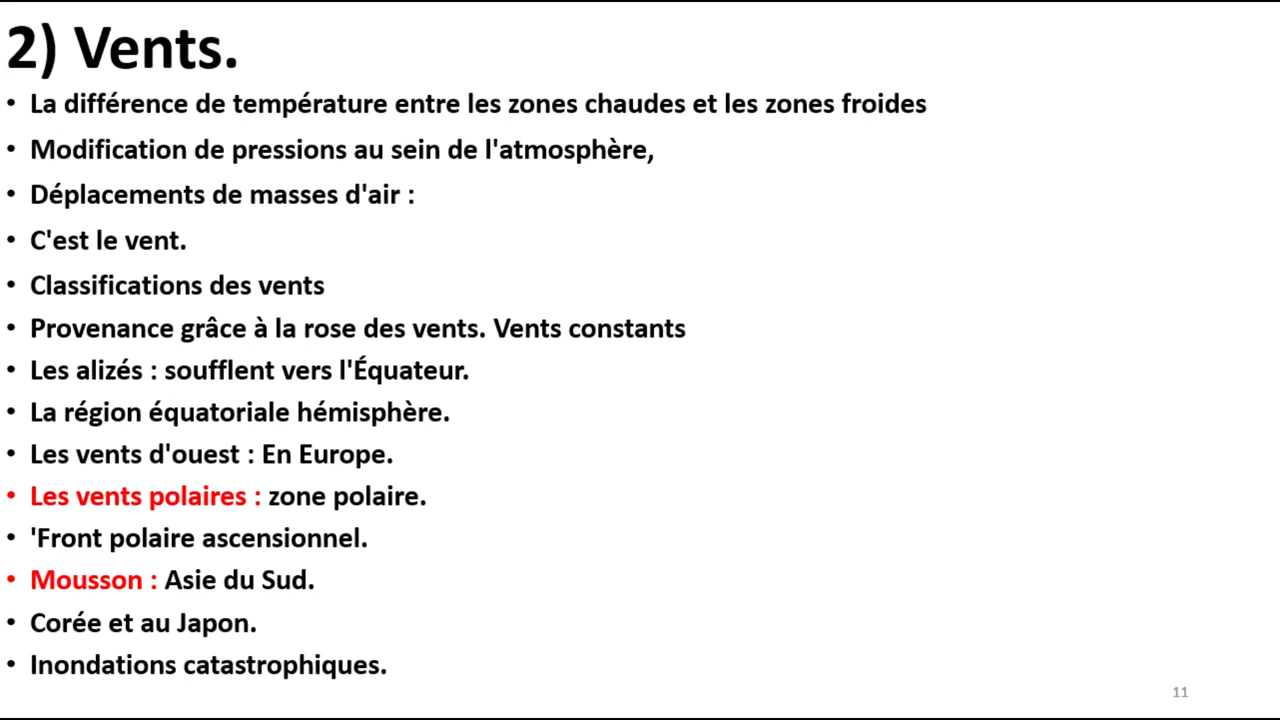 2) Vents.
• La différence de température entre les zones chaudes et les zones froides
• Modification de pressions au sein de l'atmosphère,
• Déplacements de masses d'air :
• C'est le vent.
• Classifications des vents
• Provenance grâce à la rose des vents. Vents constants
• Les alizés : soufflent vers l'Équateur.
• La région équatoriale hémisphère.
• Les vents d'ouest : En Europe.
• Les vents polaires : zone polaire.
• 'Front polaire ascensionnel.
• Mousson : Asie du Sud.
• Corée et au Japon.
• Inondations catastrophiques.
11